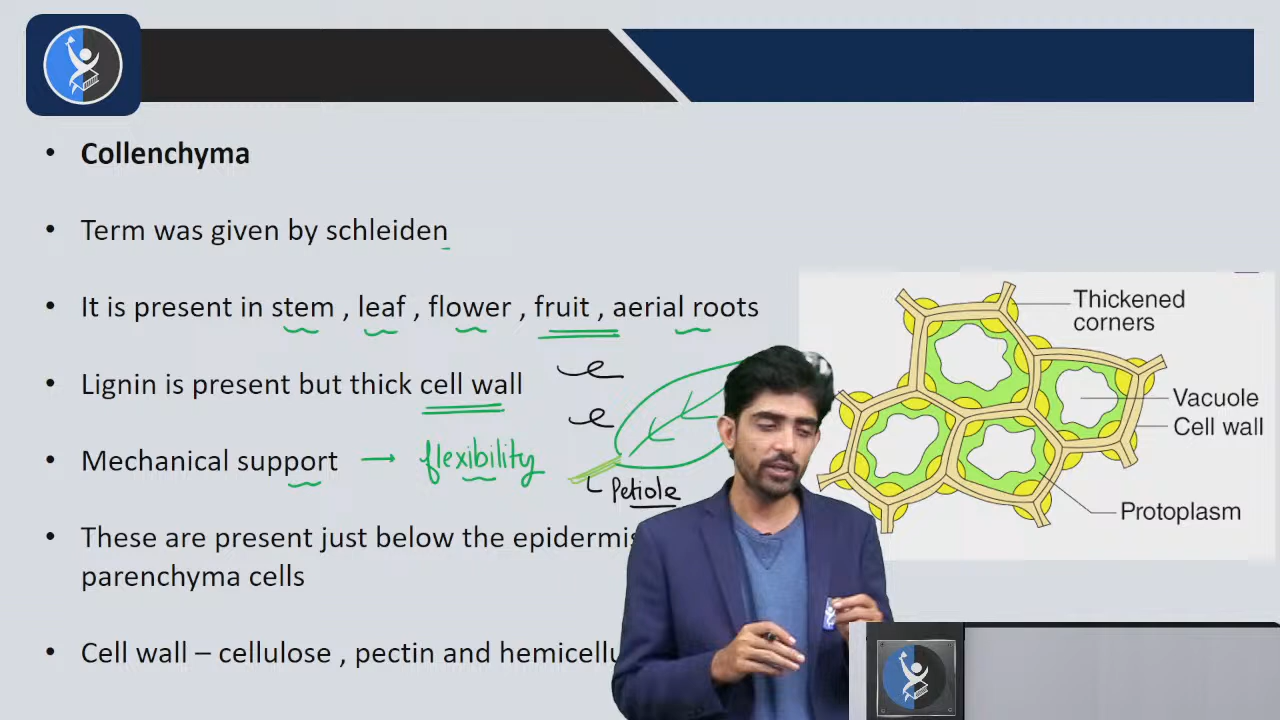 Collenchyma
Term was given by schleiden
It is present in stem , leaf , flower , fruit , aerial roots
Lignin is present but thick cell wall
Mechanical support → flexibility
Petiole
These are present just below the epidermis
parenchyma cells
Cell wall – cellulose , pectin and
Thickened
corners
Vacuole
Cell wall
Protoplasm